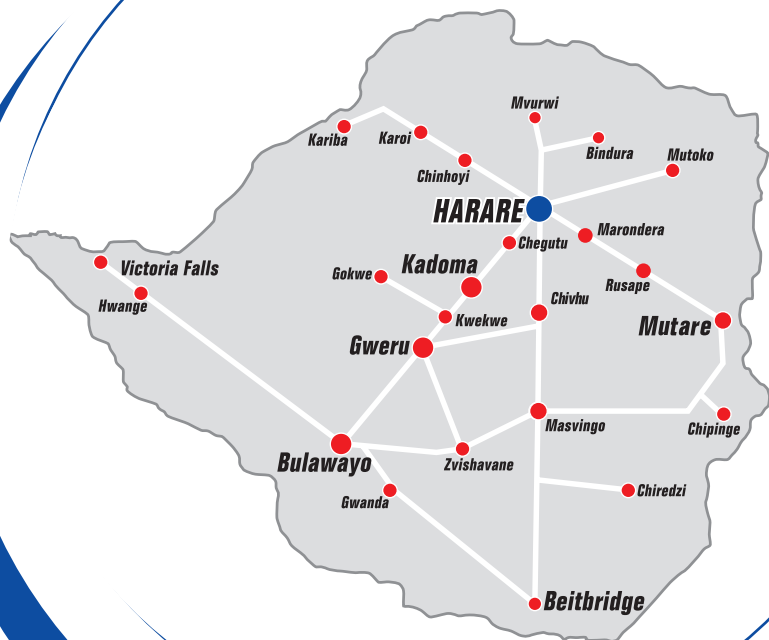 Mvurwi
Kariba
Karoi
Bindura
Mutoko
Chinhoyi
HARARE
Marondera
Chegutu
Victoria Falls
Kadoma
Gokwe
Rusape
Hwange
Chivhu
Kwekwe
Mutare
Gweru
Masvingo
Chipinge
Bulawayo
Zvishavane
Gwanda
Chiredzi
Beitbridge